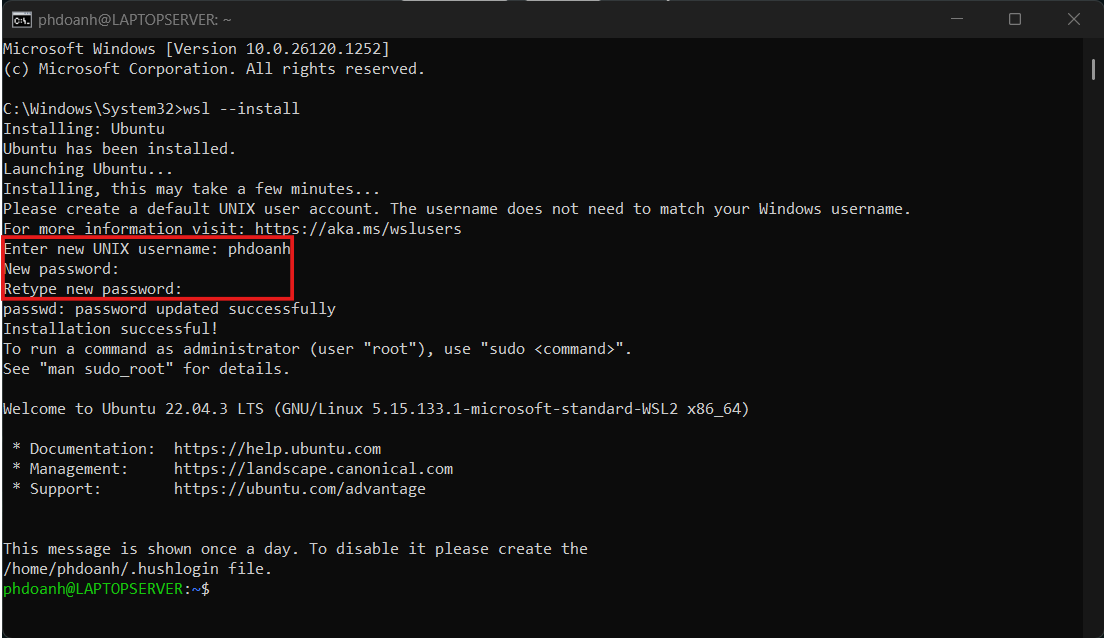 phdoanh@LAPTOPSERVER: ~
Microsoft Windows [Version 10.0.26120.1252]
(c) Microsoft Corporation. All rights reserved.
C:\Windows\System32>wsl --install
Installing: Ubuntu
Ubuntu has been installed.
Launching Ubuntu...
Installing, this may take a few minutes...
Please create a default UNIX user account. The username does not need to match your Windows username.
For more information visit: https://aka.ms/wslusers
Enter new UNIX username: phdoanh
New password:
Retype new password:
passwd: password updated successfully
Installation successful!
To run a command as administrator (user "root"), use "sudo <command>".
See "man sudo_root" for details.
Welcome to Ubuntu 22.04.3 LTS (GNU/Linux 5.15.133.1-microsoft-standard-WSL2 x86_64)
* Documentation:  https://help.ubuntu.com
* Management:     https://landscape.canonical.com
* Support:        https://ubuntu.com/advantage
This message is shown once a day. To disable it please create the
/home/phdoanh/.hushlogin file.
phdoanh@LAPTOPSERVER:~$